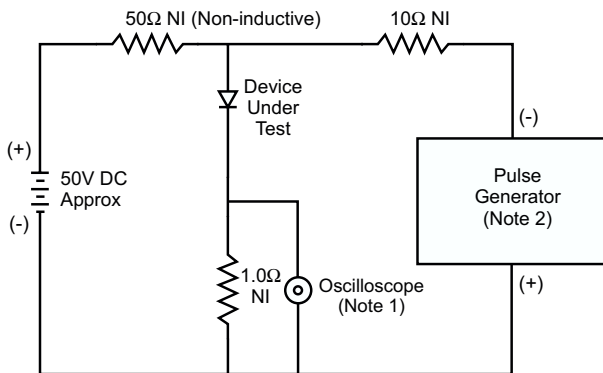 50Ω NI (Non-inductive)
10Ω NI
Device
Under
Test
(+)
50V DC
Approx
(-)
(-)
Pulse
Generator
(Note 2)
(+)
1.0Ω
NI
Oscilloscope
(Note 1)